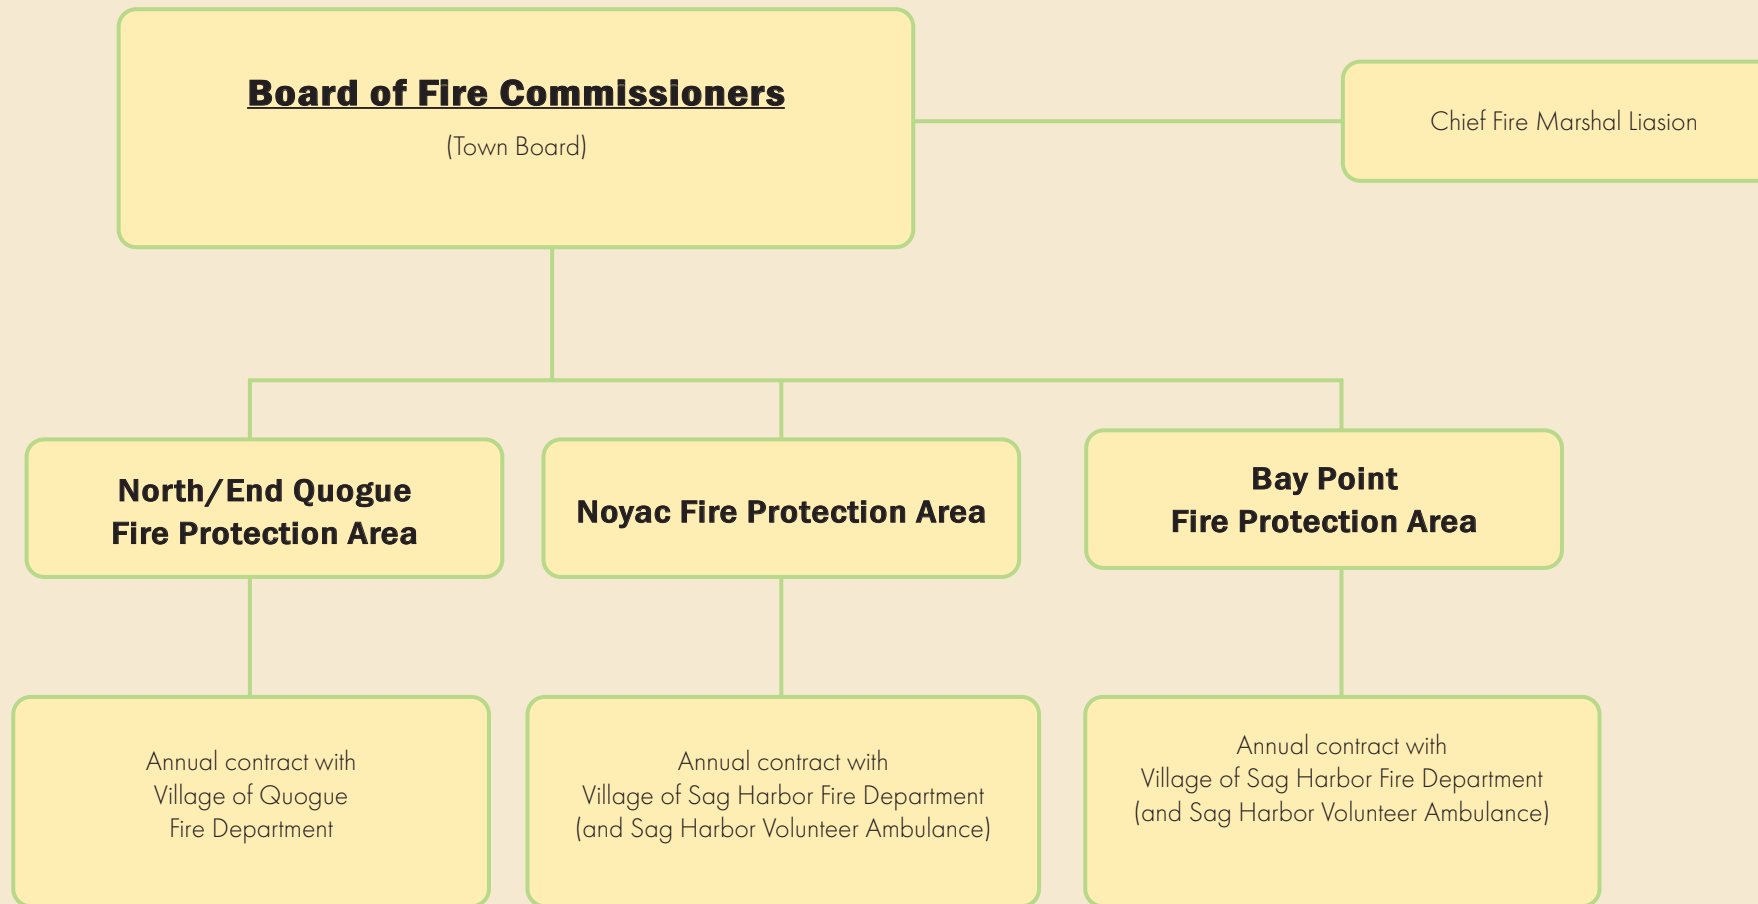 Board of Fire Commissioners
(Town Board)
Chief Fire Marshal Liasion
North/End Quogue
Fire Protection Area
Noyac Fire Protection Area
Bay Point
Fire Protection Area
Annual contract with
Village of Quogue
Fire Department
Annual contract with
Village of Sag Harbor Fire Department
(and Sag Harbor Volunteer Ambulance)
Annual contract with
Village of Sag Harbor Fire Department
(and Sag Harbor Volunteer Ambulance)